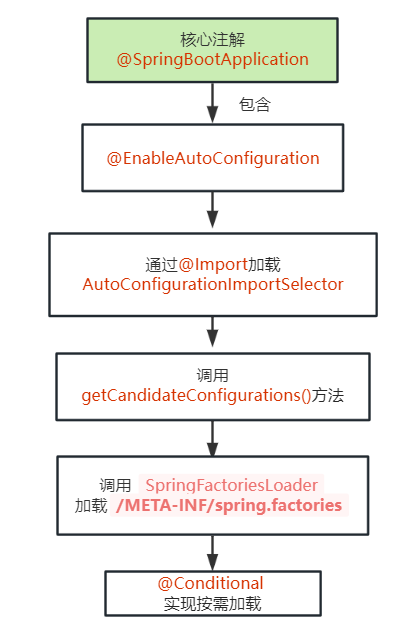 核心注解
@SpringBootApplication
包含
@EnableAutoConfiguration
通过@Import加载
AutoConfigurationImportSelector
调用
getCandidateConfigurations()方法
调用 SpringFactoriesLoader
加载 /META-INF/spring.factories
@Conditional
实现按需加载